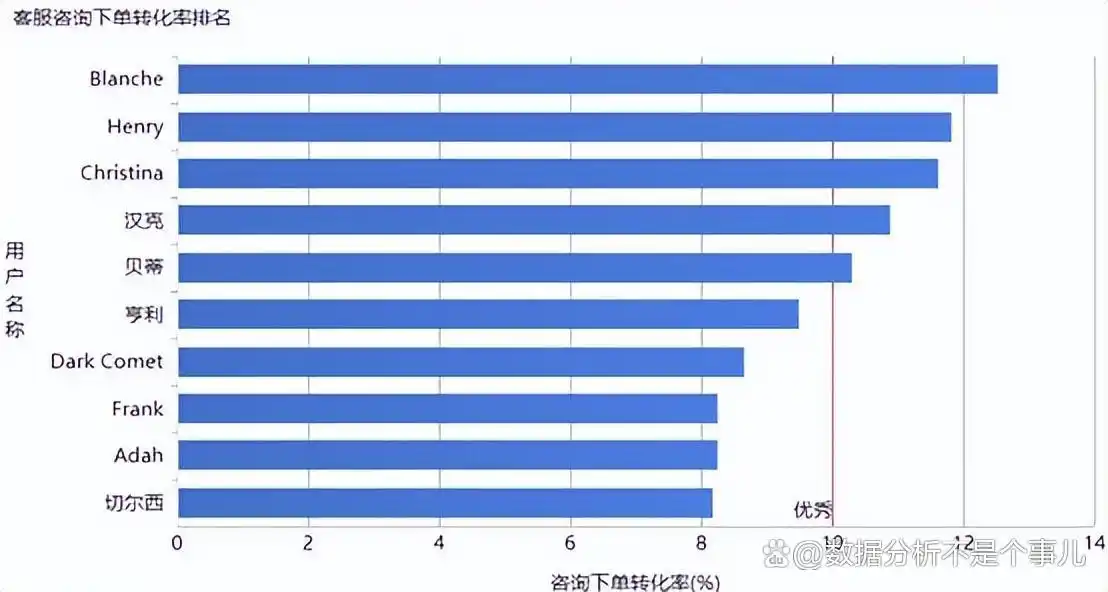 客服咨询下单转化率排名
Blanche
Henry
Christina
汉克
贝蒂
亨利
Dark Comet
Frank
Adah
切尔西
用户名称
优秀
0 2 4 6 8 10 12 14
咨询下单转化率(%)
@数据分析不是个事儿